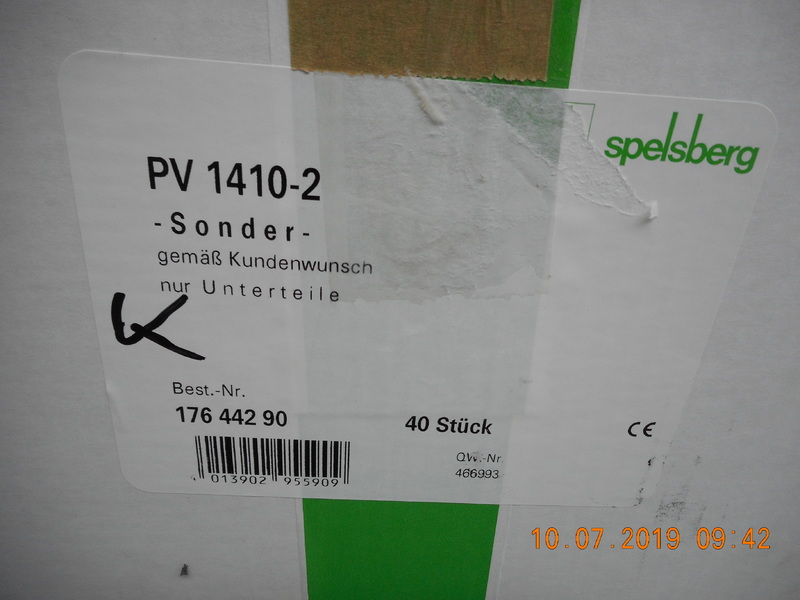 spelsberg
PV 1410-2
-Sonder-
gemäß Kundenwunsch
nur Unterteile
K
Best.-Nr.
176 442 90
40 Stück
CE
QW.-Nr.
466993
4 013902 955909
10.07.2019 09:42